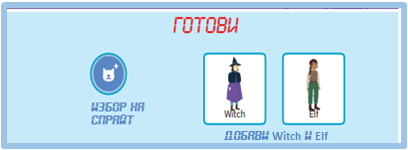 ГОТОВИ
ИЗБОР НА
СПРАЙТ
Witch
Elf
ДОБАВИ Witch И Elf